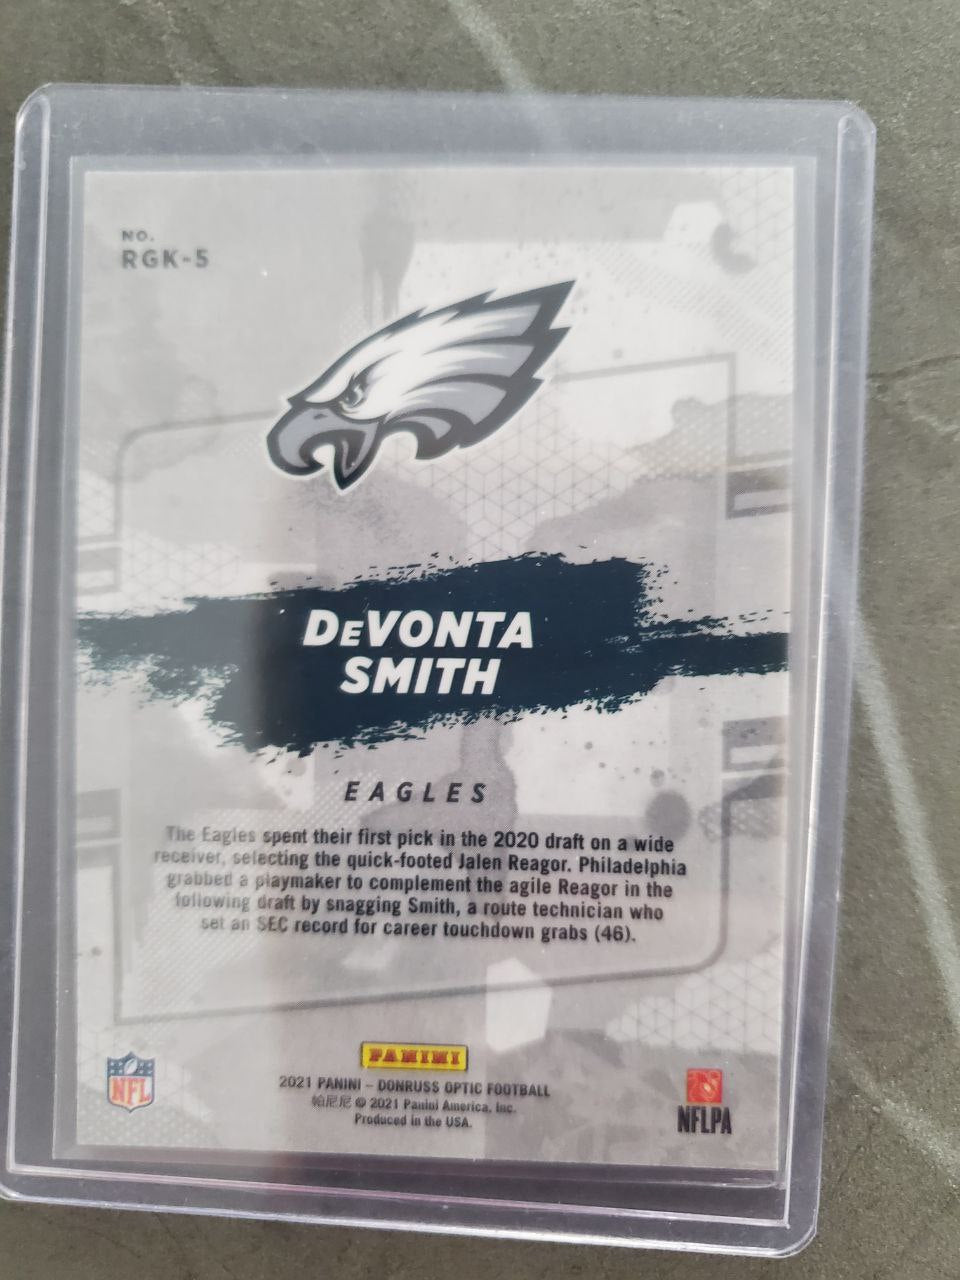 NO.
RGK-5
DeVONTA
SMITH
EAGLES
The Eagles spent their first pick in the 2020 draft on a wide
receiver, selecting the quick-footed Jalen Reagor. Philadelphia
grabbed a playmaker to complement the agile Reagor in the
following draft by snagging Smith, a route technician who
set an SEC record for career touchdown grabs (46).
PANINI
NFL
2021 PANINI – DONRUSS OPTIC FOOTBALL
帕尼尼 © 2021 Panini America, Inc.
Produced in the USA.
NFLPA